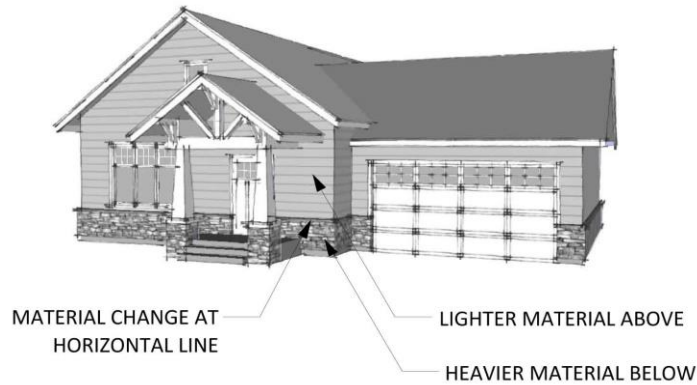 MATERIAL CHANGE AT
HORIZONTAL LINE
LIGHTER MATERIAL ABOVE
HEAVIER MATERIAL BELOW